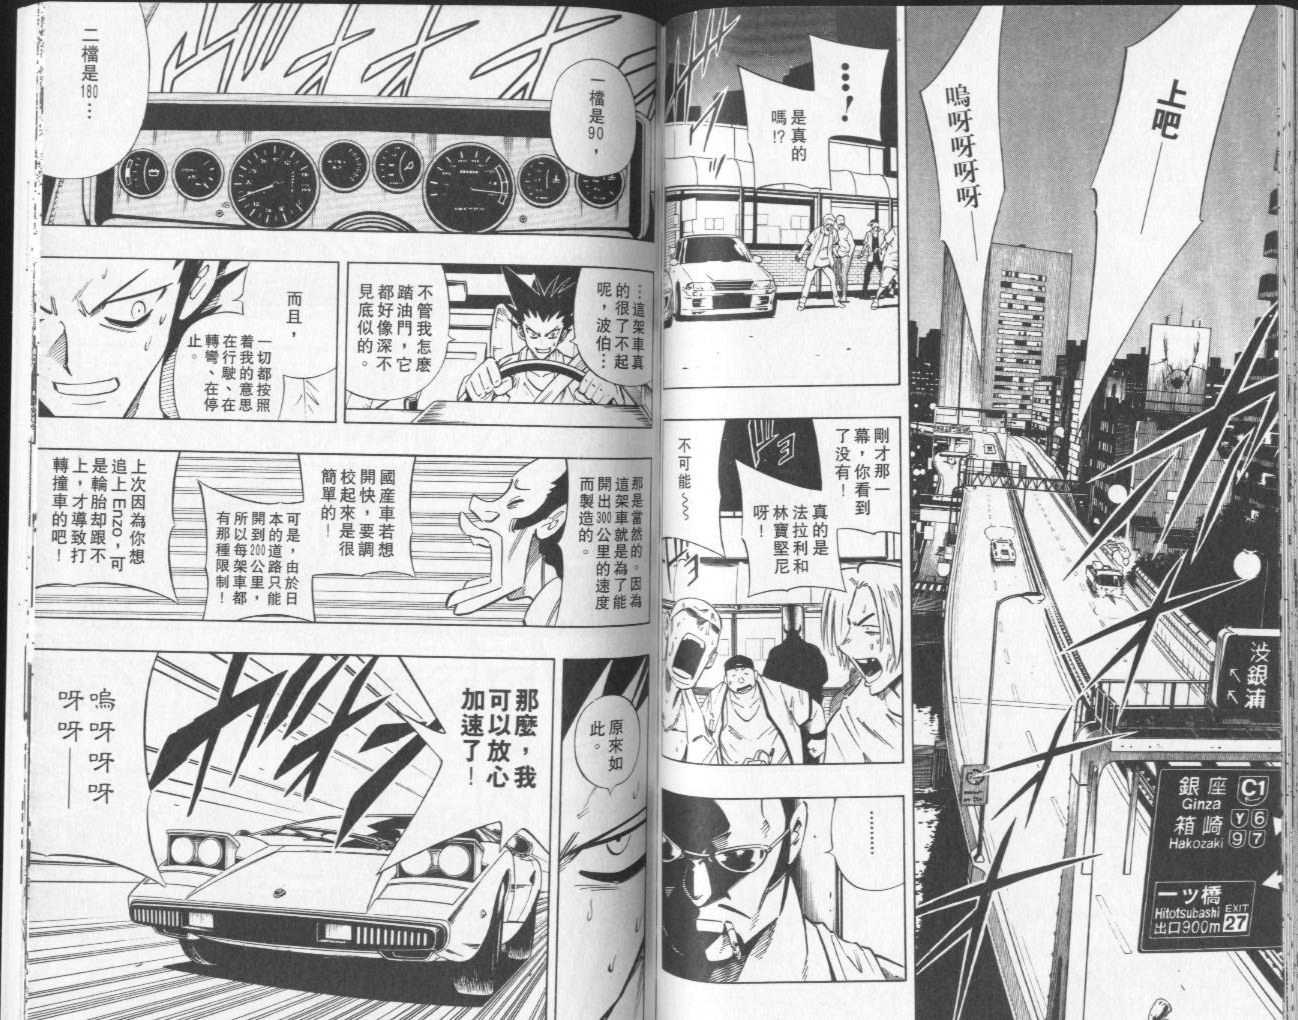 上吧——
嗚呀呀呀呀
渋
銀
浦
銀座 C1
Ginza
箱崎 Y 6
Hakozaki 9 7
一ツ橋
Hitotsubashi EXIT
出口900m 27
…！
是真的
嗎!?
剛才那一
幕，你看到
了没有！
真的是
法拉利和
林寶堅尼
呀！
不可能～
………
一檔是90，
二檔是180…
…這架車真
的很了不起
呢，波伯…
不管我怎麽
踏油門，它
都好像深不
見底似的。
而且，
一切都按照
着我的意思
在行駛、在
轉彎、在停
止。
那是當然的。因為
這架車就是為了能
開出300公里的速度
而製造的。
國産車若想
開快，要調
校起來是很
簡單的！
可是，由於日
本的道路只能
開到200公里，
所以每架車都
有那種限制！
上次因為你想
追上Enzo，可
是輪胎却跟不
上，才導致打
轉撞車的吧！
原來如
此。
那麽，我
可以放心
加速了！
嗚呀呀呀
呀呀——